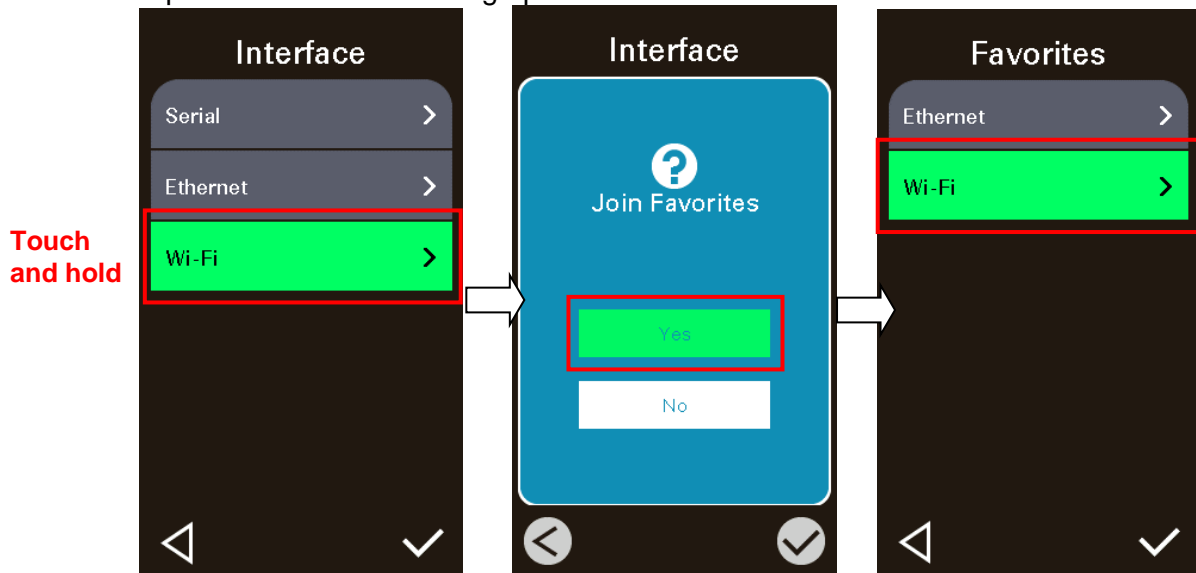 Touch
and hold
Interface
Serial
Ethernet
Wi-Fi
Interface
Join Favorites
Yes
No
Favorites
Ethernet
Wi-Fi